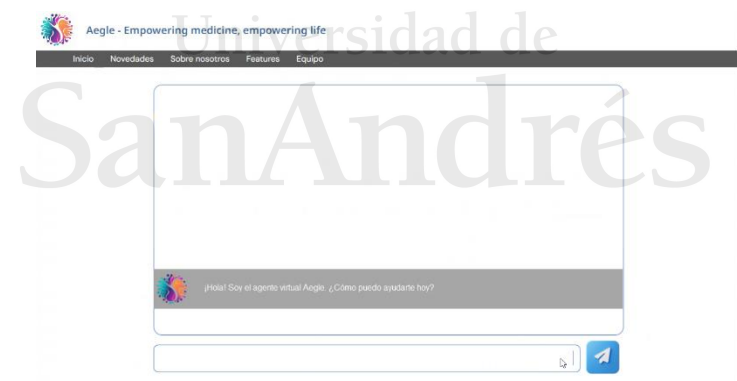 Aegle - Empowering medicine, empowering life
Universidad de
Inicio Novedades Sobre nosotros Features Equipo
SanAndrés
¡Hola! Soy el agente virtual Aegle. ¿Cómo puedo ayudarte hoy?